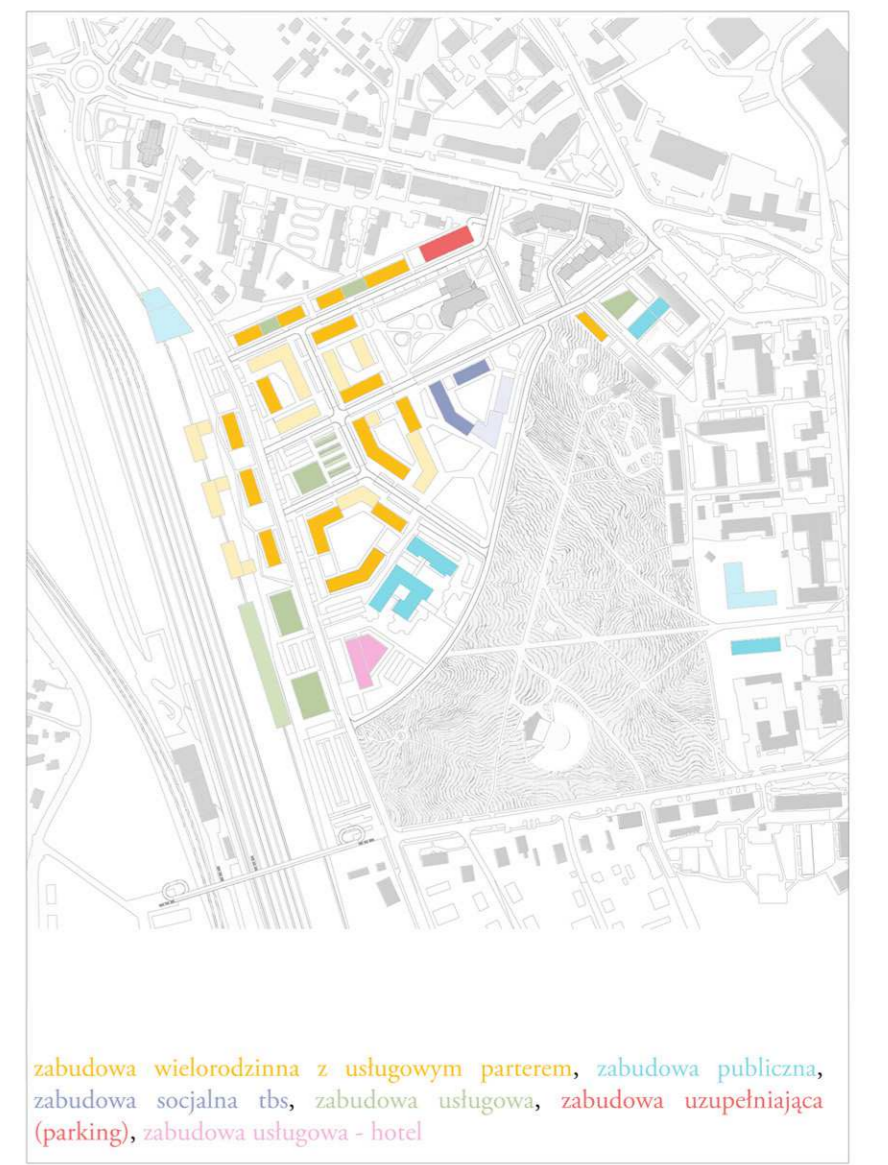 zabudowa wielorodzinna z usługowym parterem, zabudowa publiczna,
zabudowa socjalna tbs, zabudowa usługowa, zabudowa uzupełniająca
(parking), zabudowa usługowa - hotel